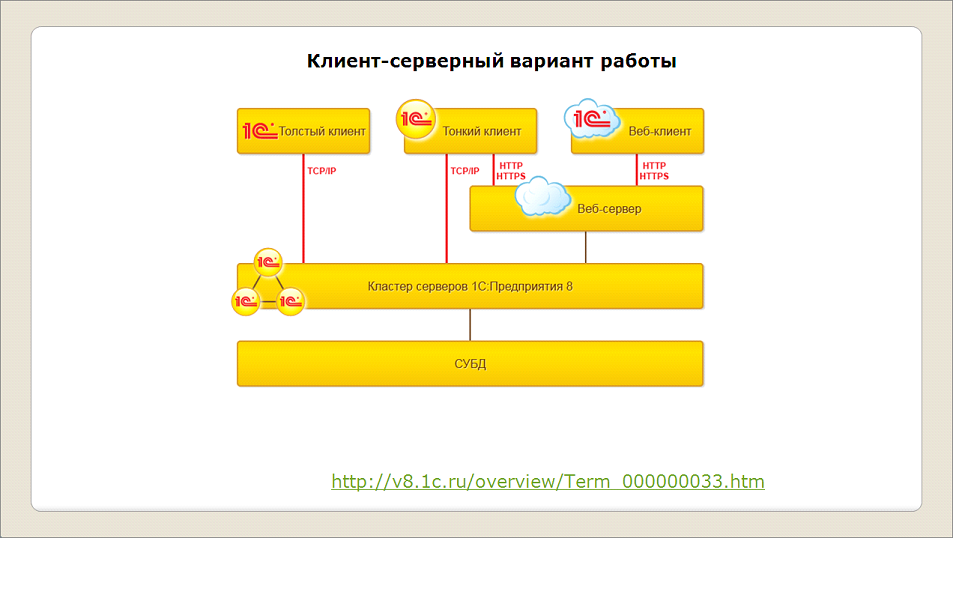 Клиент-серверный вариант работы
1С Толстый клиент
1С Тонкий клиент
1С Веб-клиент
TCP/IP
TCP/IP
HTTP
HTTPS
HTTP
HTTPS
Веб-сервер
1С
1С
1С
Кластер серверов 1С:Предприятия 8
СУБД
http://v8.1c.ru/overview/Term_000000033.htm